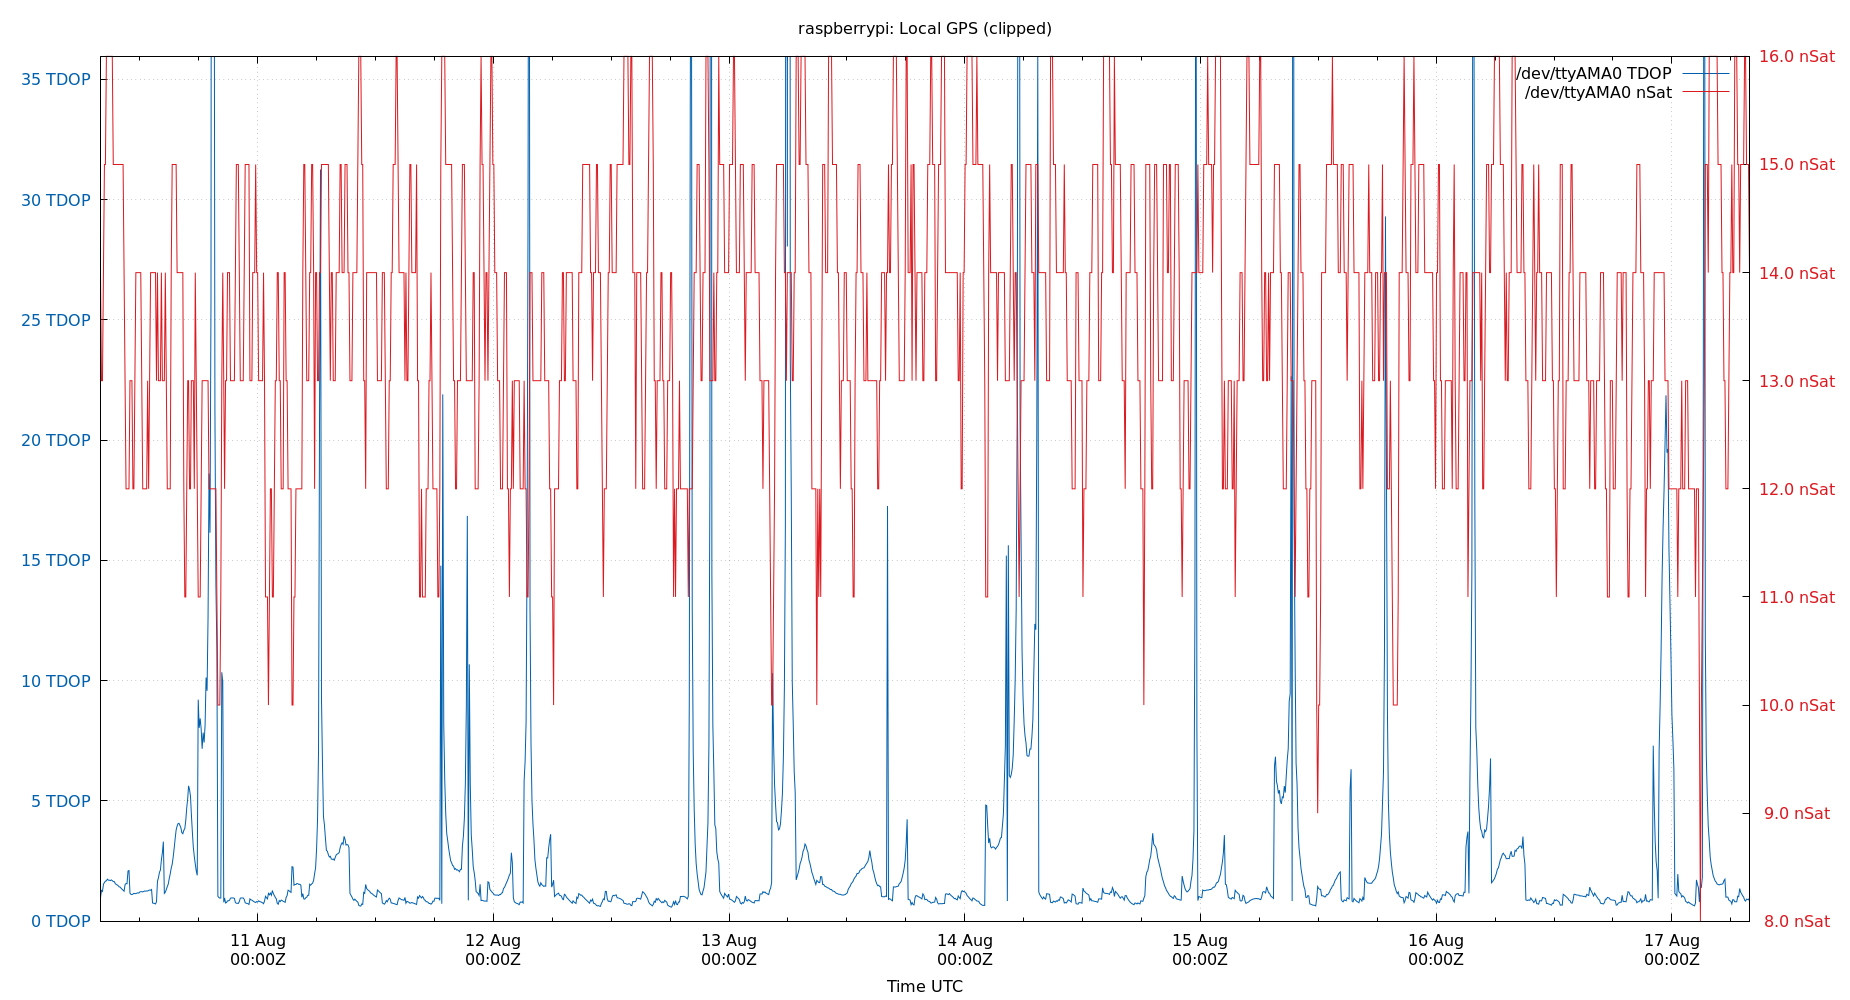 raspberrypi: Local GPS (clipped)
/dev/ttyAMA0 TDOP
/dev/ttyAMA0 nSat
35 TDOP
30 TDOP
25 TDOP
20 TDOP
15 TDOP
10 TDOP
5 TDOP
0 TDOP
16.0 nSat
15.0 nSat
14.0 nSat
13.0 nSat
12.0 nSat
11.0 nSat
10.0 nSat
9.0 nSat
8.0 nSat
11 Aug
00:00Z
12 Aug
00:00Z
13 Aug
00:00Z
14 Aug
00:00Z
15 Aug
00:00Z
16 Aug
00:00Z
17 Aug
00:00Z
Time UTC